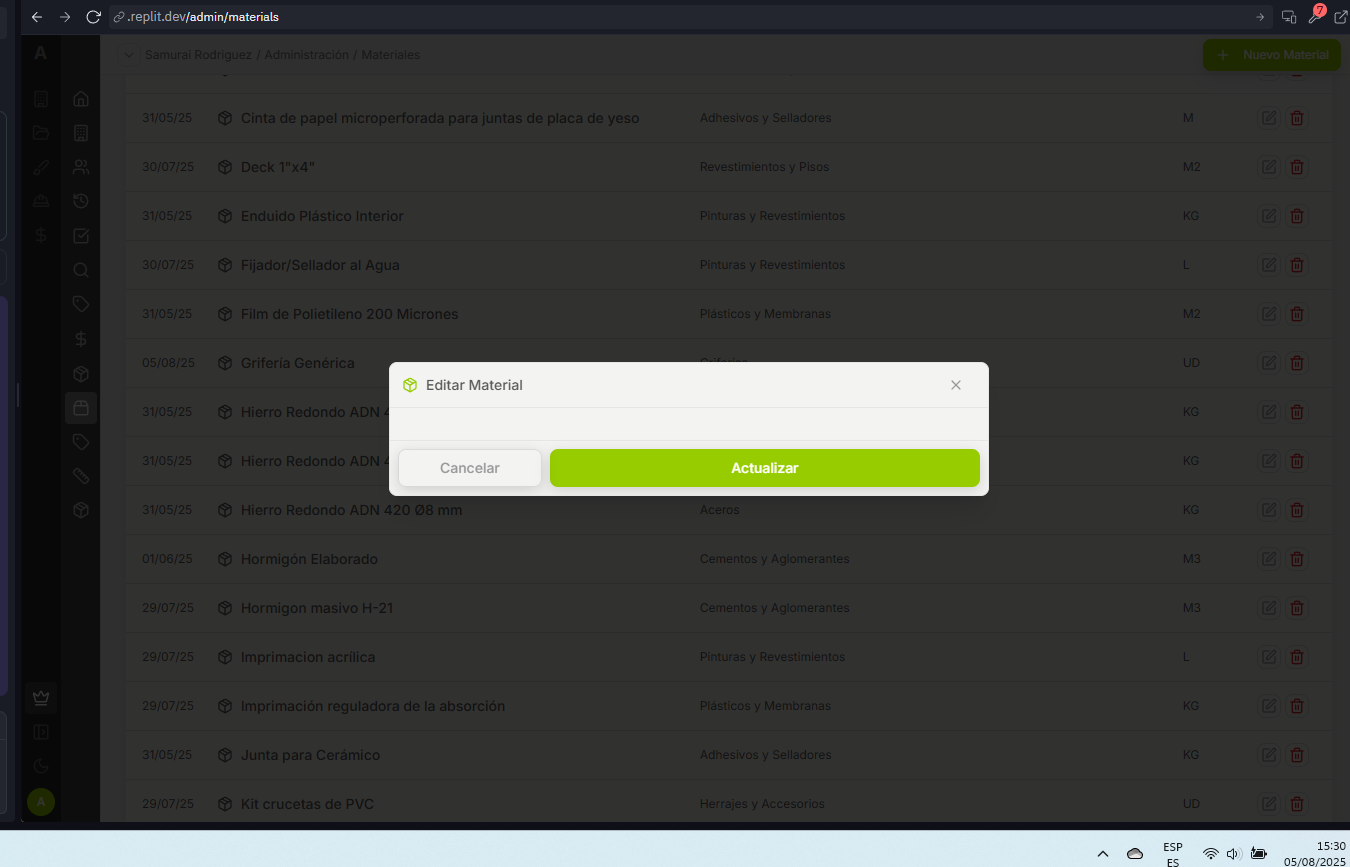 .replit.dev/admin/materials
7
A
Samurai Rodriguez / Administración / Materiales
+ Nuevo Material
31/05/25 Cinta de papel microperforada para juntas de placa de yeso Adhesivos y Selladores M
30/07/25 Deck 1"x4" Revestimientos y Pisos M2
31/05/25 Enduido Plástico Interior Pinturas y Revestimientos KG
30/07/25 Fijador/Sellador al Agua Pinturas y Revestimientos L
31/05/25 Film de Polietileno 200 Micrones Plásticos y Membranas M2
05/08/25 Grifería Genérica UD
Editar Material
31/05/25 Hierro Redondo ADN 4 KG
31/05/25 Hierro Redondo ADN 4 KG
Cancelar Actualizar
31/05/25 Hierro Redondo ADN 420 Ø8 mm Aceros KG
01/06/25 Hormigón Elaborado Cementos y Aglomerantes M3
29/07/25 Hormigon masivo H-21 Cementos y Aglomerantes M3
29/07/25 Imprimacion acrílica Pinturas y Revestimientos L
29/07/25 Imprimación reguladora de la absorción Plásticos y Membranas KG
31/05/25 Junta para Cerámico Adhesivos y Selladores KG
29/07/25 Kit crucetas de PVC Herrajes y Accesorios UD
A
ESP
ES
15:30
05/08/2025